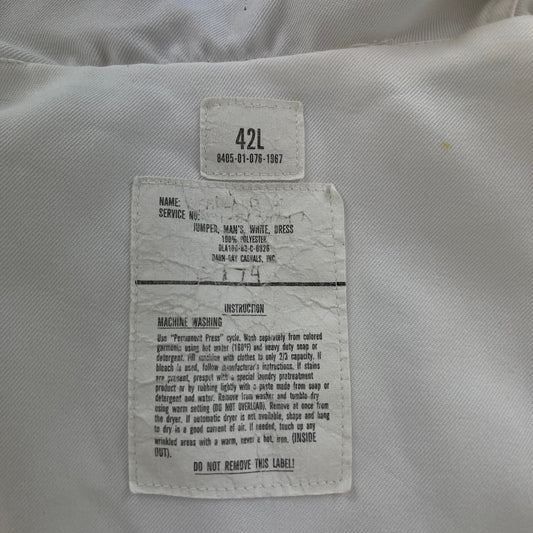 42L
8405-01-076-1967
NAME:
SERVICE NO:
JUMPER, MAN'S, WHITE, DRESS
100% POLYESTER
DLA100-82-C-0626
DARN-GAY CASUALS, INC
174
INSTRUCTION
MACHINE WASHING
Use "Permanent Press" cycle. Wash separately from colored
garments using hot water (160°F) and heavy duty soap or
detergent. Fill machine with clothes to only 2/3 capacity. If
bleach is used, follow manufacturer's instructions. If stains
are present, prespot with a special laundry pretreatment
product or by rubbing lightly with a paste made from soap or
detergent and water. Remove from washer and tumble dry
using warm setting (DO NOT OVERLOAD). Remove at once from
the dryer. If automatic dryer is not available, shape and hang
to dry in a good current of air. If needed, touch up any
wrinkled areas with a warm, never a hot, iron. (INSIDE
OUT).
DO NOT REMOVE THIS LABEL!